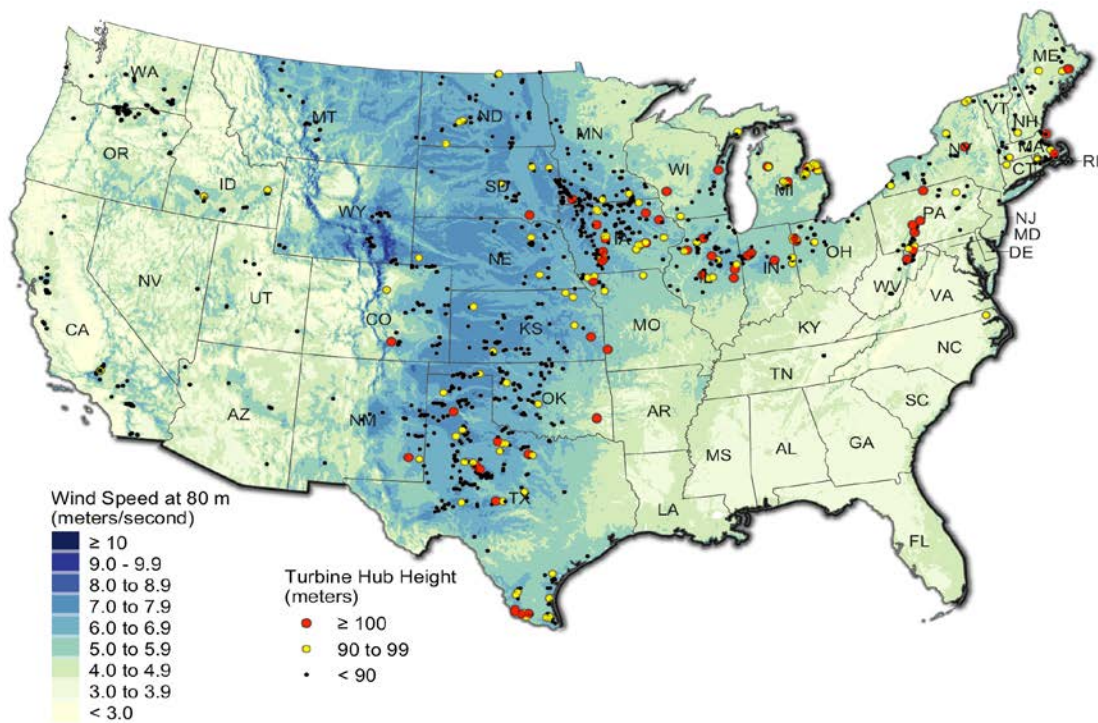 WA
ME
MT
ND
VT
MN
NH
OR
NY
MA
WI
CT
RI
ID
SD
MI
WY
PA
IA
NJ
NE
MD
OH
DE
IL
IN
NV
WV
UT
VA
CA
CO
KS
MO
KY
NC
TN
OK
AZ
NM
AR
SC
MS
AL
GA
TX
LA
FL
Wind Speed at 80 m
(meters/second)
≥ 10
9.0 - 9.9
8.0 to 8.9
7.0 to 7.9
6.0 to 6.9
5.0 to 5.9
4.0 to 4.9
3.0 to 3.9
< 3.0
Turbine Hub Height
(meters)
≥ 100
90 to 99
< 90